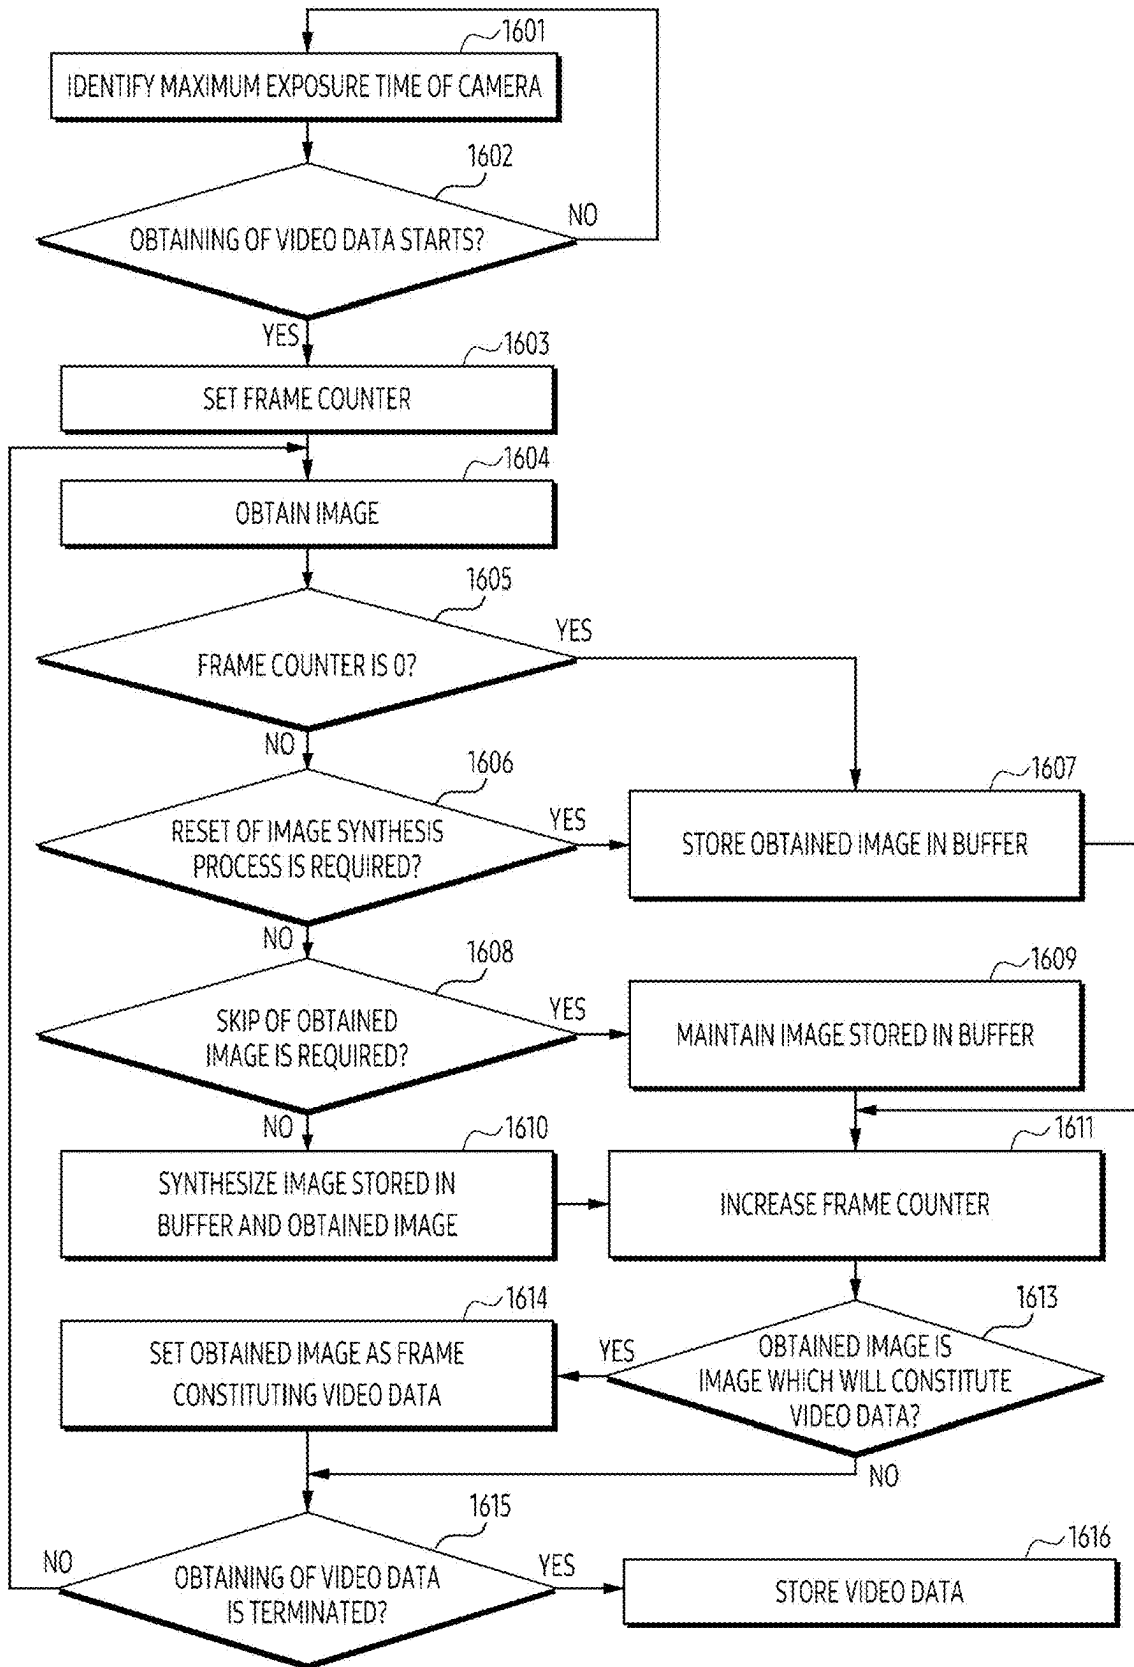 1601
IDENTIFY MAXIMUM EXPOSURE TIME OF CAMERA
1602
OBTAINING OF VIDEO DATA STARTS?
NO
YES
1603
SET FRAME COUNTER
1604
OBTAIN IMAGE
1605
FRAME COUNTER IS 0?
YES
NO
1606
RESET OF IMAGE SYNTHESIS
PROCESS IS REQUIRED?
YES
1607
STORE OBTAINED IMAGE IN BUFFER
NO
1608
SKIP OF OBTAINED
IMAGE IS REQUIRED?
YES
1609
MAINTAIN IMAGE STORED IN BUFFER
NO
1610
SYNTHESIZE IMAGE STORED IN
BUFFER AND OBTAINED IMAGE
1611
INCREASE FRAME COUNTER
1613
OBTAINED IMAGE IS
IMAGE WHICH WILL CONSTITUTE
VIDEO DATA?
YES
NO
1614
SET OBTAINED IMAGE AS FRAME
CONSTITUTING VIDEO DATA
1615
OBTAINING OF VIDEO DATA
IS TERMINATED?
NO
YES
1616
STORE VIDEO DATA